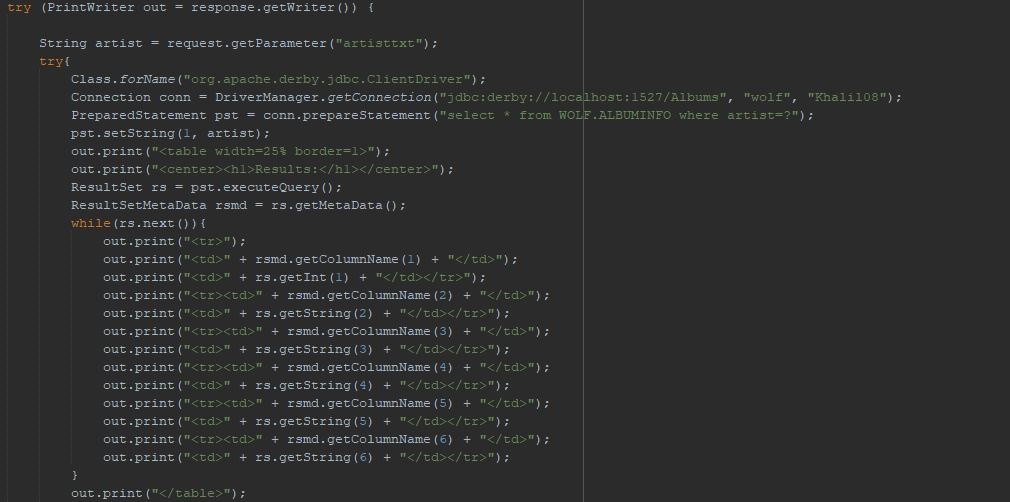 try (PrintWriter out = response.getWriter()) {
String artist = request.getParameter("artisttxt");
try{
Class.forName("org.apache.derby.jdbc.ClientDriver");
Connection conn = DriverManager.getConnection("jdbc:derby://localhost:1527/Albums", "wolf", "Khalil08");
PreparedStatement pst = conn.prepareStatement("select * from WOLF.ALBUMINFO where artist=?");
pst.setString(1, artist);
out.print("<table width=25% border=1>");
out.print("<center><h1>Results:</h1></center>");
ResultSet rs = pst.executeQuery();
ResultSetMetaData rsmd = rs.getMetaData();
while(rs.next()){
out.print("<tr>");
out.print("<td>" + rsmd.getColumnName(1) + "</td>");
out.print("<td>" + rs.getInt(1) + "</td></tr>");
out.print("<tr><td>" + rsmd.getColumnName(2) + "</td>");
out.print("<td>" + rs.getString(2) + "</td></tr>");
out.print("<tr><td>" + rsmd.getColumnName(3) + "</td>");
out.print("<td>" + rs.getString(3) + "</td></tr>");
out.print("<tr><td>" + rsmd.getColumnName(4) + "</td>");
out.print("<td>" + rs.getString(4) + "</td></tr>");
out.print("<tr><td>" + rsmd.getColumnName(5) + "</td>");
out.print("<td>" + rs.getString(5) + "</td></tr>");
out.print("<tr><td>" + rsmd.getColumnName(6) + "</td>");
out.print("<td>" + rs.getString(6) + "</td></tr>");
}
out.print("</table>");